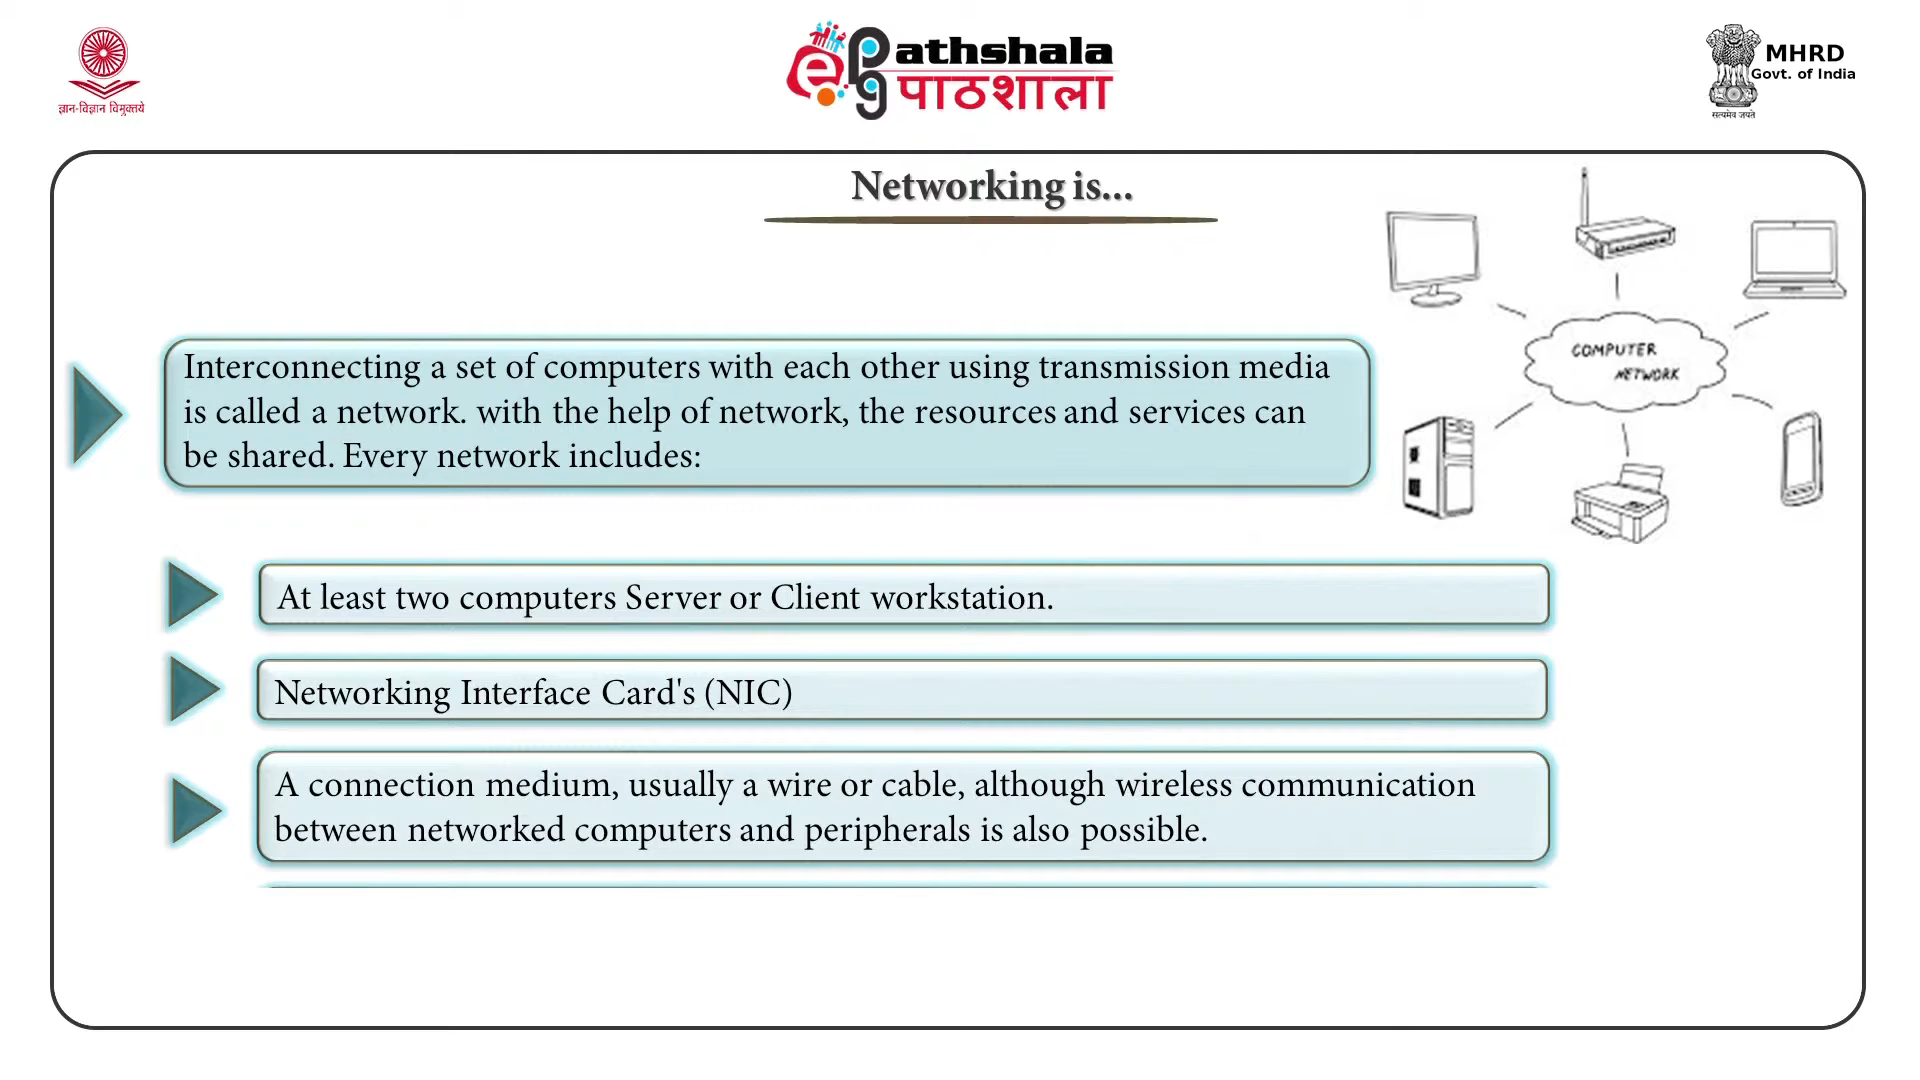 ज्ञान-विज्ञान विमुक्तये
e pg Pathshala
पाठशाला
MHRD
Govt. of India
सत्यमेव जयते
Networking is...
COMPUTER
NETWORK
Interconnecting a set of computers with each other using transmission media
is called a network. with the help of network, the resources and services can
be shared. Every network includes:
At least two computers Server or Client workstation.
Networking Interface Card's (NIC)
A connection medium, usually a wire or cable, although wireless communication
between networked computers and peripherals is also possible.